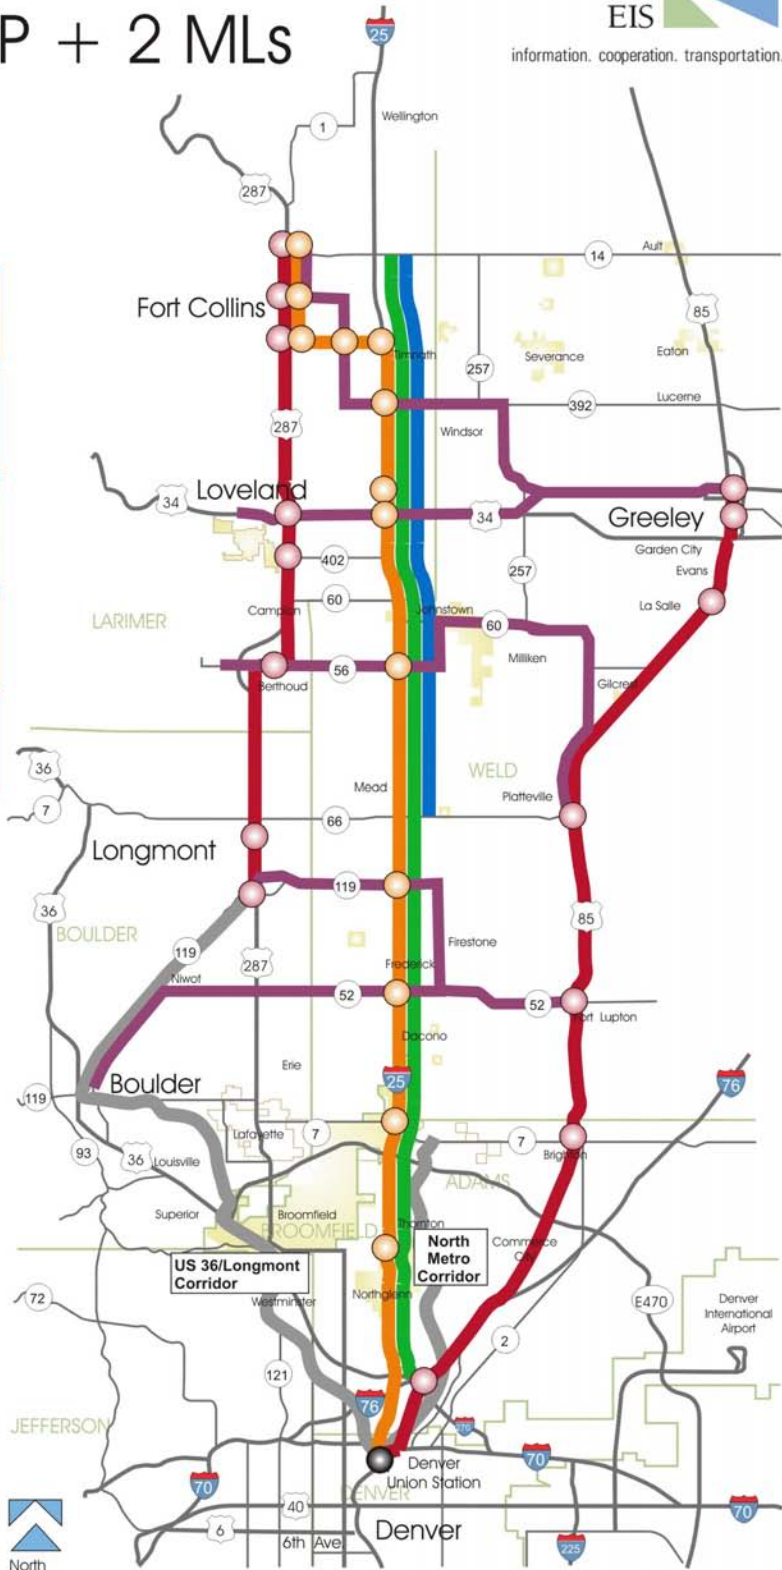 P + 2 MLs
EIS
information. cooperation. transportation.
25
Wellington
1
287
14
Ault
Fort Collins
85
Timnath
Severance
Eaton
257
392
Lucerne
287
Windsor
Loveland
34
34
Greeley
402
Garden City
257
Evans
60
Campion
Johnstown
La Salle
LARIMER
60
Milliken
56
Berthoud
Gilcrest
36
WELD
7
Mead
Platteville
66
Longmont
119
36
85
BOULDER
119
Firestone
287
Frederick
Niwot
52
52
Fort Lupton
Dacono
Erie
25
76
Boulder
119
Lafayette
7
7
93
36
Louisville
Brighton
ADAMS
Superior
Broomfield
BROOMFIELD
Thornton
North
Metro
Corridor
Commerce
City
US 36/Longmont
Corridor
Westminster
Northglenn
72
E470
Denver
International
Airport
2
121
76
JEFFERSON
270
70
Denver
Union Station
70
DENVER
40
70
6
6th Ave.
Denver
225
North